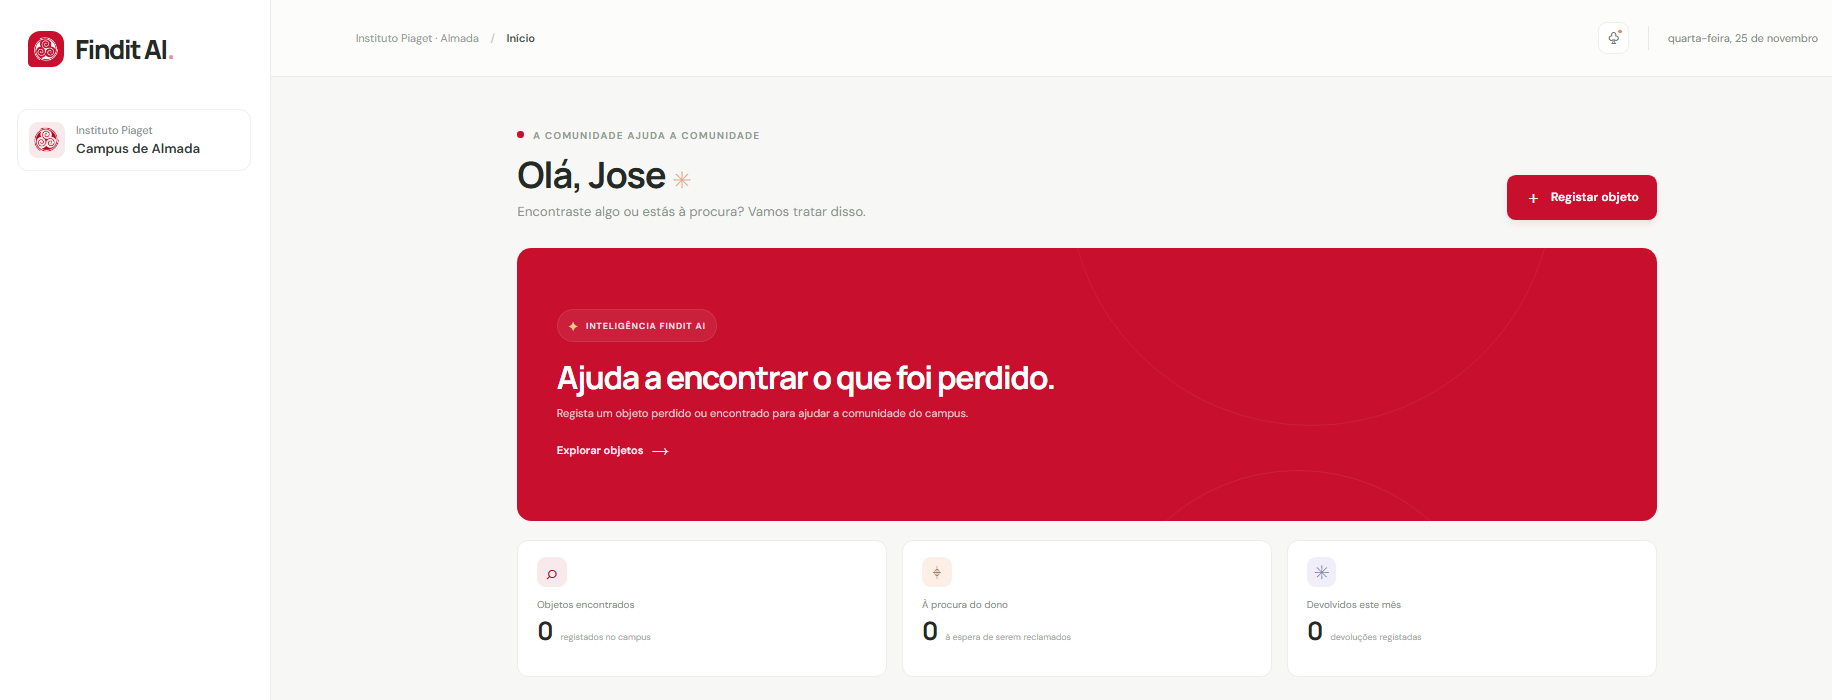 Findit AI.
Instituto Piaget
Campus de Almada
Instituto Piaget · Almada / Início
quarta-feira, 25 de novembro
A COMUNIDADE AJUDA A COMUNIDADE
Olá, Jose
Encontraste algo ou estás à procura? Vamos tratar disso.
+ Registar objeto
INTELIGÊNCIA FINDIT AI
Ajuda a encontrar o que foi perdido.
Regista um objeto perdido ou encontrado para ajudar a comunidade do campus.
Explorar objetos →
Objetos encontrados
0 registados no campus
À procura do dono
0 à espera de serem reclamados
Devolvidos este mês
0 devoluções registadas